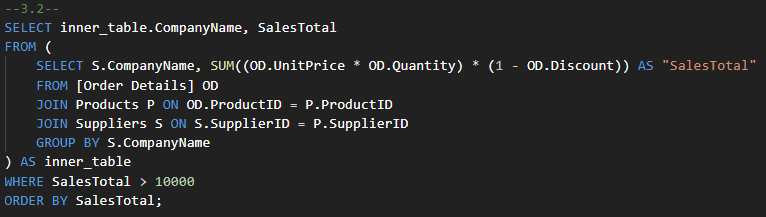 --3.2--
SELECT inner_table.CompanyName, SalesTotal
FROM (
    SELECT S.CompanyName, SUM((OD.UnitPrice * OD.Quantity) * (1 - OD.Discount)) AS "SalesTotal"
    FROM [Order Details] OD
    JOIN Products P ON OD.ProductID = P.ProductID
    JOIN Suppliers S ON S.SupplierID = P.SupplierID
    GROUP BY S.CompanyName
) AS inner_table
WHERE SalesTotal > 10000
ORDER BY SalesTotal;